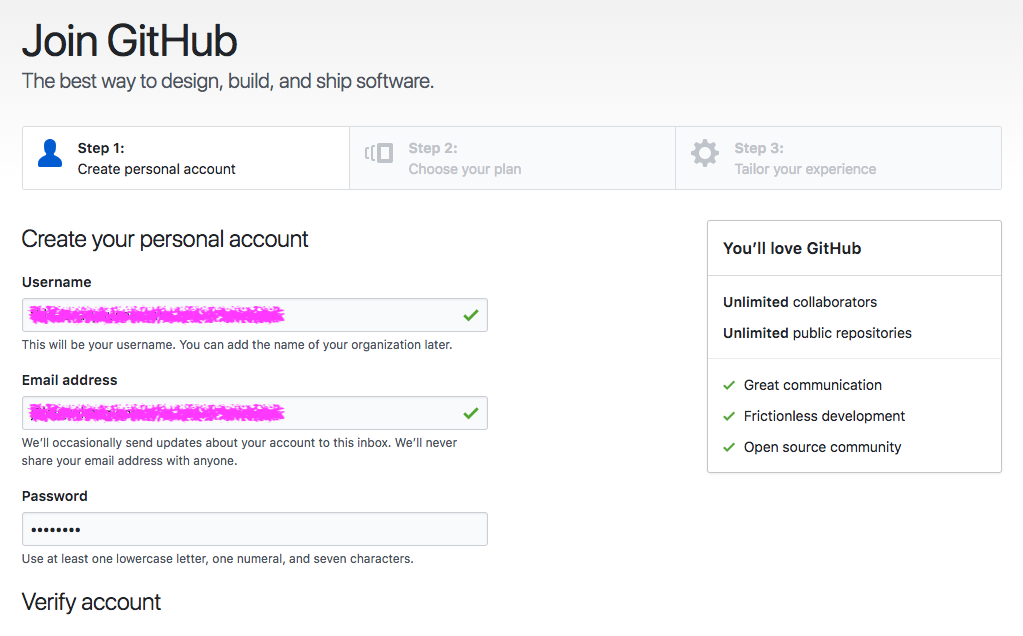 Join GitHub
The best way to design, build, and ship software.
Step 1:
Create personal account
Step 2:
Choose your plan
Step 3:
Tailor your experience
Create your personal account
Username
This will be your username. You can add the name of your organization later.
Email address
We’ll occasionally send updates about your account to this inbox. We’ll never
share your email address with anyone.
Password
••••••••
Use at least one lowercase letter, one numeral, and seven characters.
Verify account
You’ll love GitHub
Unlimited collaborators
Unlimited public repositories
Great communication
Frictionless development
Open source community